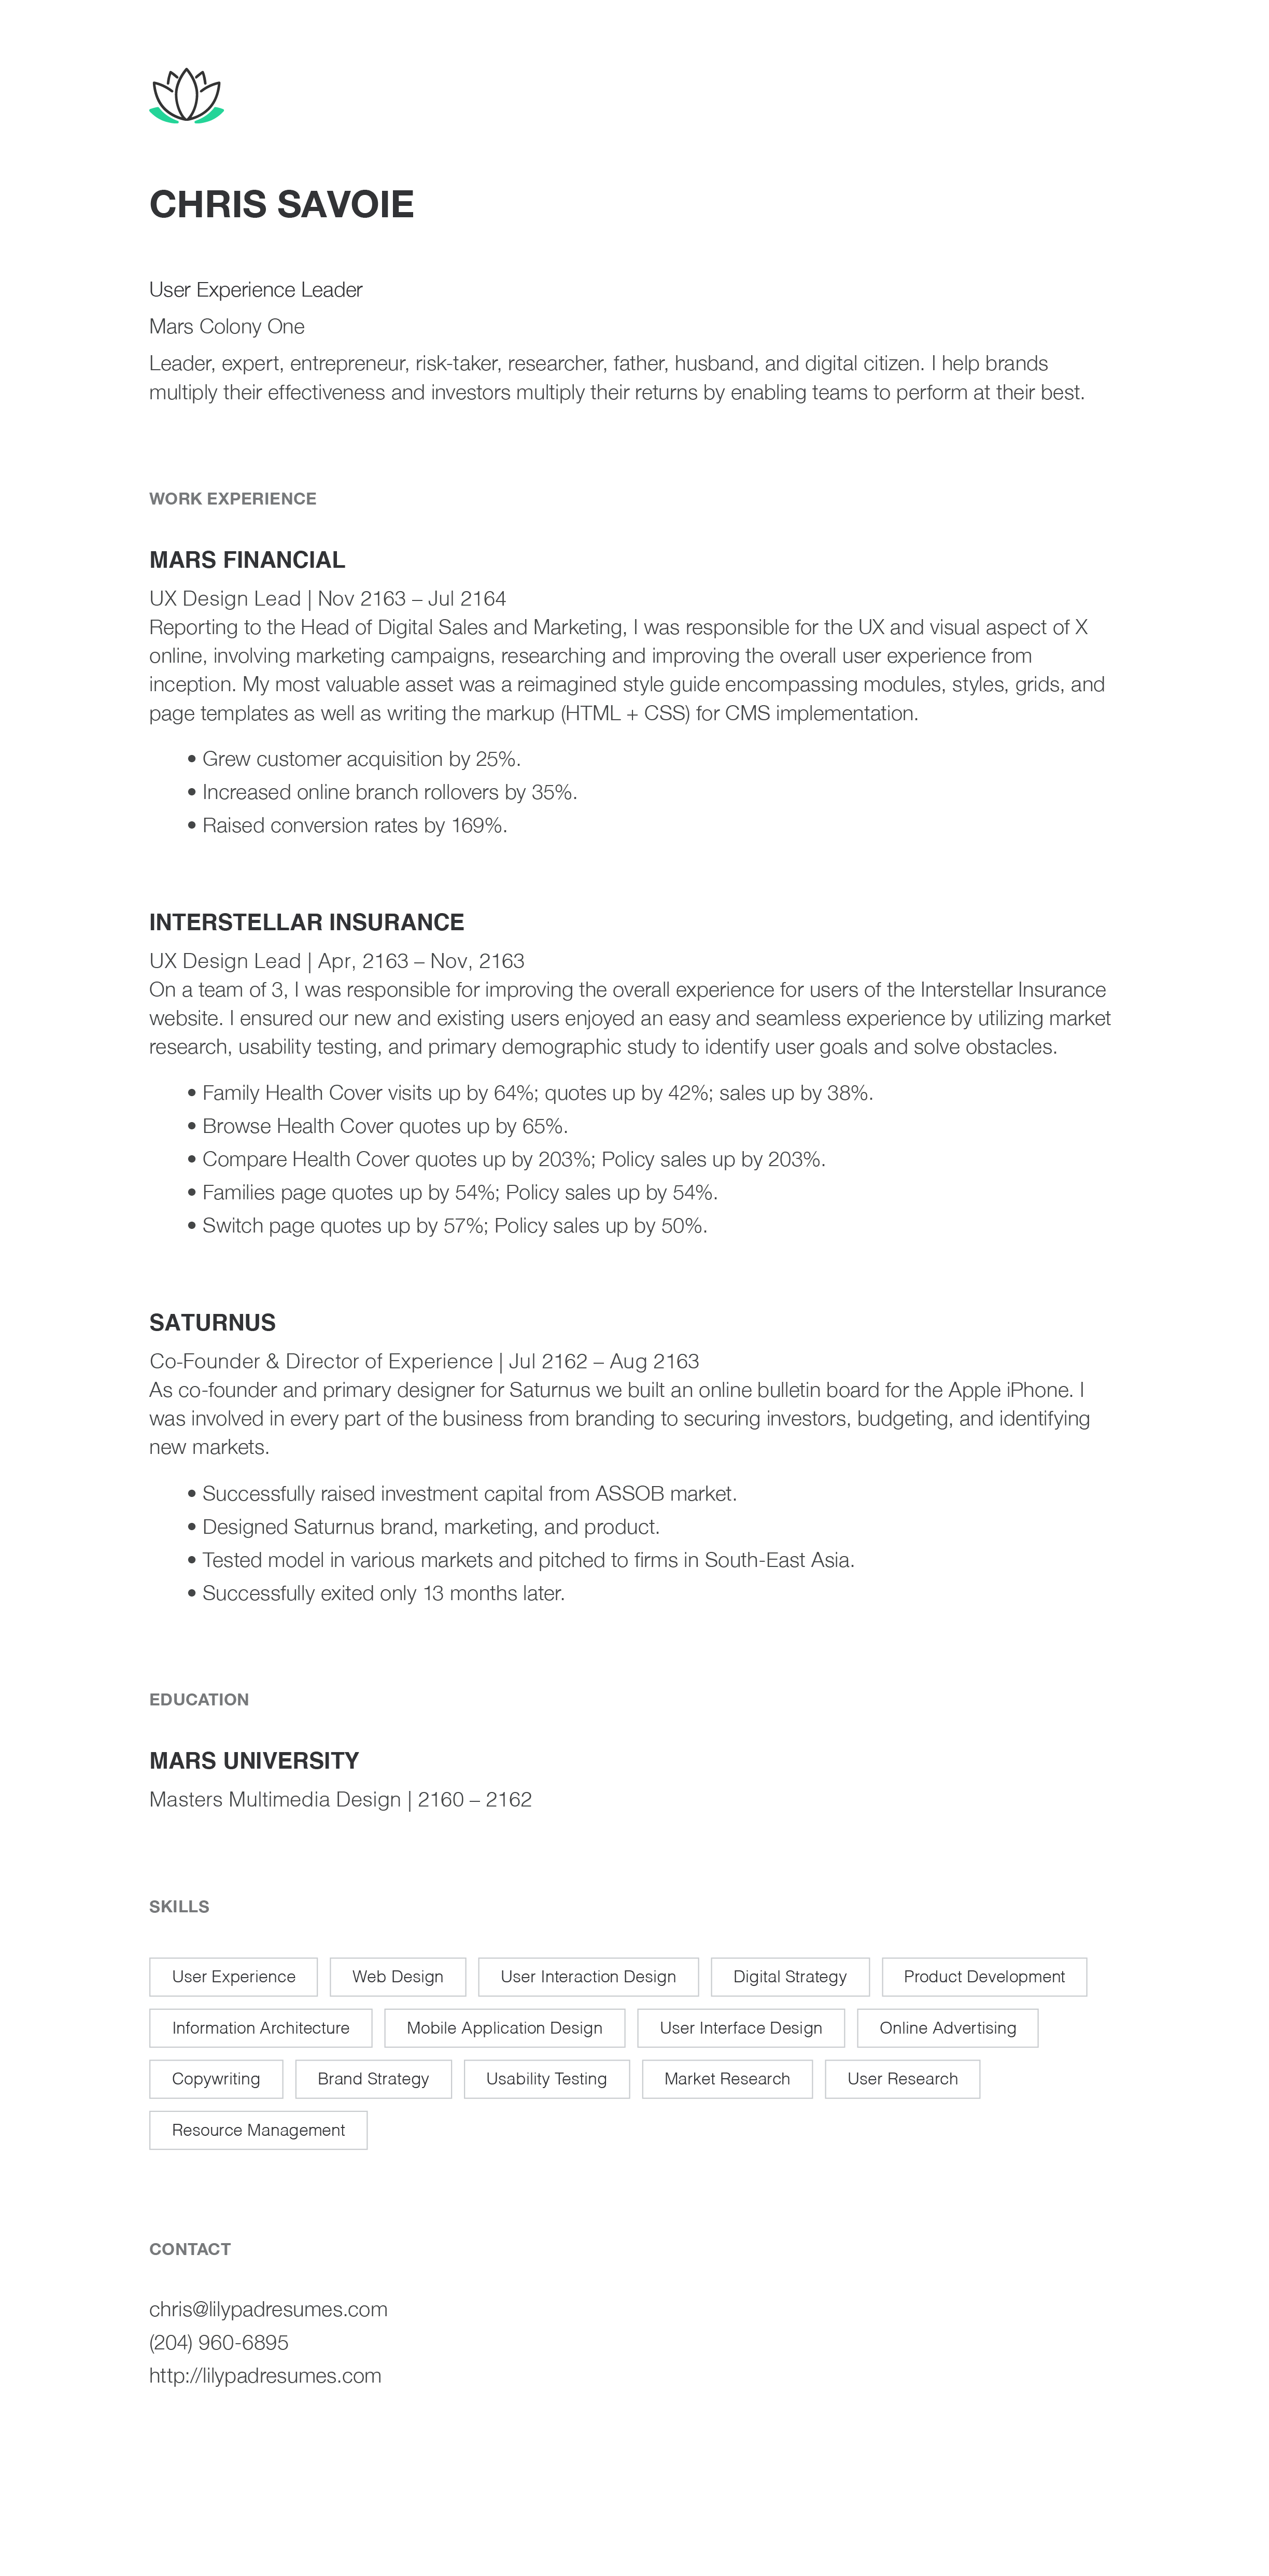 CHRIS SAVOIE
User Experience Leader
Mars Colony One
Leader, expert, entrepreneur, risk-taker, researcher, father, husband, and digital citizen. I help brands
multiply their effectiveness and investors multiply their returns by enabling teams to perform at their best.
WORK EXPERIENCE
MARS FINANCIAL
UX Design Lead | Nov 2163 – Jul 2164
Reporting to the Head of Digital Sales and Marketing, I was responsible for the UX and visual aspect of X
online, involving marketing campaigns, researching and improving the overall user experience from
inception. My most valuable asset was a reimagined style guide encompassing modules, styles, grids, and
page templates as well as writing the markup (HTML + CSS) for CMS implementation.
• Grew customer acquisition by 25%.
• Increased online branch rollovers by 35%.
• Raised conversion rates by 169%.
INTERSTELLAR INSURANCE
UX Design Lead | Apr, 2163 – Nov, 2163
On a team of 3, I was responsible for improving the overall experience for users of the Interstellar Insurance
website. I ensured our new and existing users enjoyed an easy and seamless experience by utilizing market
research, usability testing, and primary demographic study to identify user goals and solve obstacles.
• Family Health Cover visits up by 64%; quotes up by 42%; sales up by 38%.
• Browse Health Cover quotes up by 65%.
• Compare Health Cover quotes up by 203%; Policy sales up by 203%.
• Families page quotes up by 54%; Policy sales up by 54%.
• Switch page quotes up by 57%; Policy sales up by 50%.
SATURNUS
Co-Founder & Director of Experience | Jul 2162 – Aug 2163
As co-founder and primary designer for Saturnus we built an online bulletin board for the Apple iPhone. I
was involved in every part of the business from branding to securing investors, budgeting, and identifying
new markets.
• Successfully raised investment capital from ASSOB market.
• Designed Saturnus brand, marketing, and product.
• Tested model in various markets and pitched to firms in South-East Asia.
• Successfully exited only 13 months later.
EDUCATION
MARS UNIVERSITY
Masters Multimedia Design | 2160 – 2162
SKILLS
User Experience Web Design User Interaction Design Digital Strategy Product Development
Information Architecture Mobile Application Design User Interface Design Online Advertising
Copywriting Brand Strategy Usability Testing Market Research User Research
Resource Management
CONTACT
chris@lilypadresumes.com
(204) 960-6895
http://lilypadresumes.com